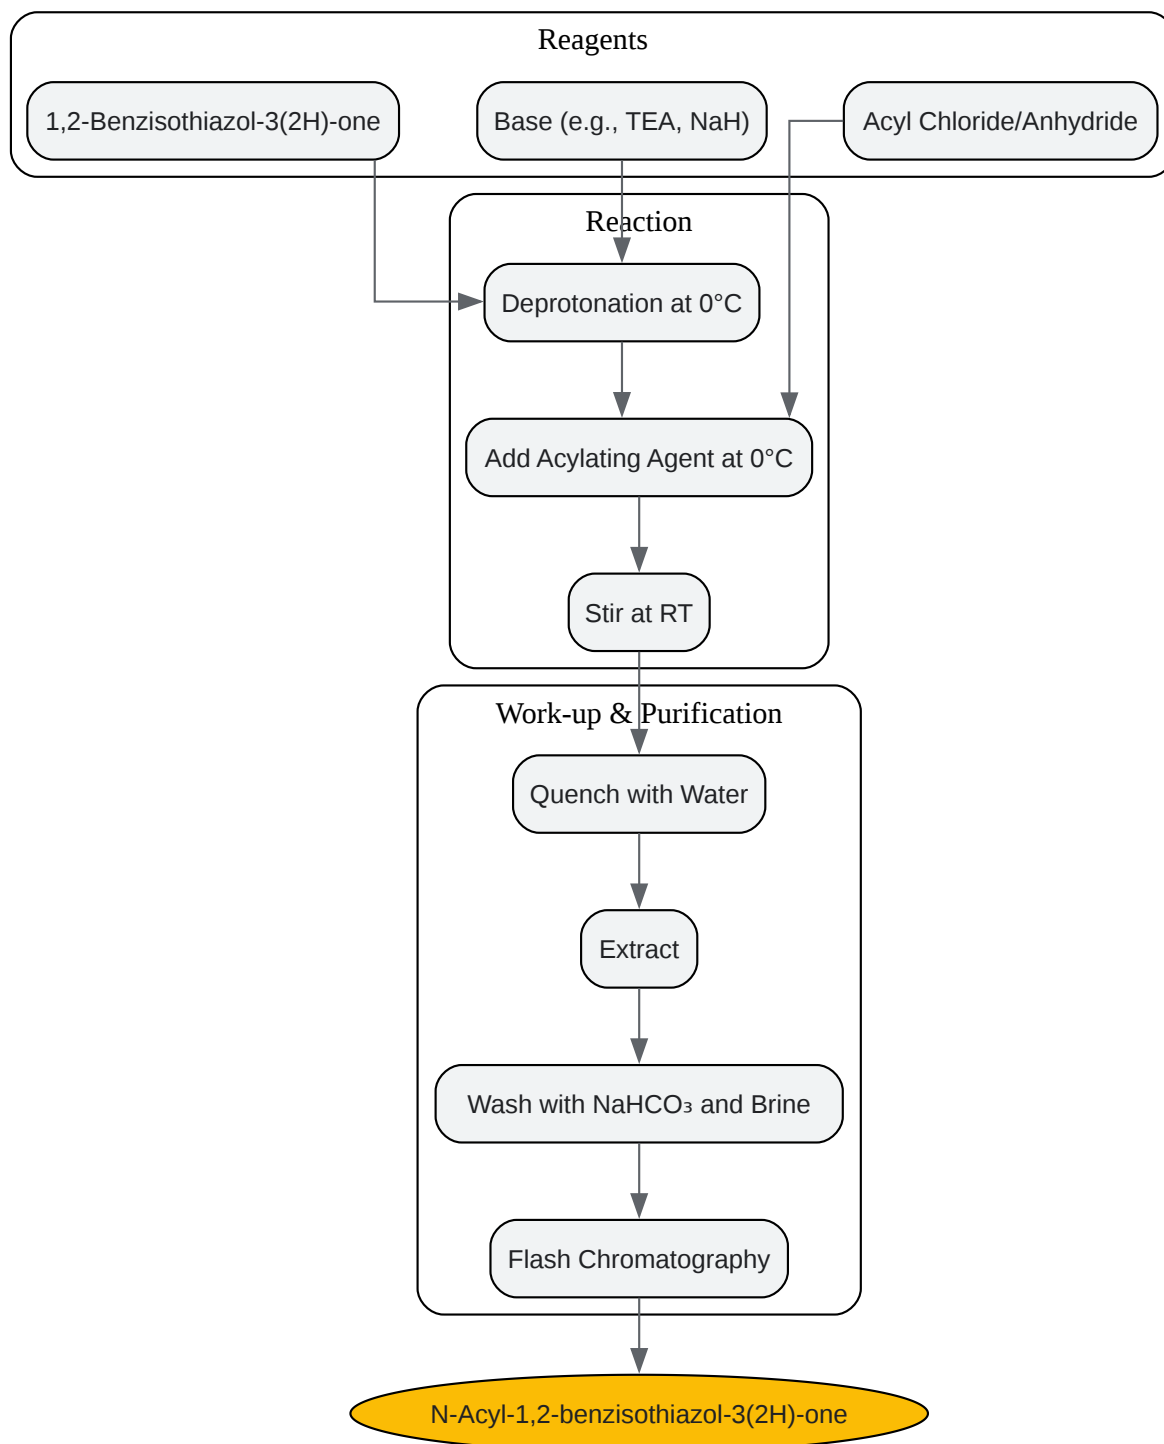 Reagents
1,2-Benzisothiazol-3(2H)-one
Base (e.g., TEA, NaH)
Acyl Chloride/Anhydride
Reaction
Deprotonation at 0°C
Add Acylating Agent at 0°C
Stir at RT
Work-up & Purification
Quench with Water
Extract
Wash with NaHCO₃ and Brine
Flash Chromatography
N-Acyl-1,2-benzisothiazol-3(2H)-one